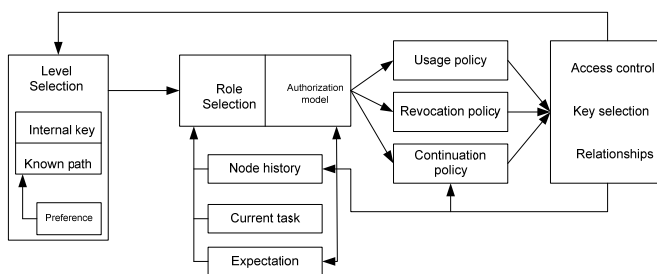 Level
Selection
Internal key
Known path
Preference
Role
Selection
Authorization
model
Node history
Current task
Expectation
Usage policy
Revocation policy
Continuation
policy
Access control
Key selection
Relationships